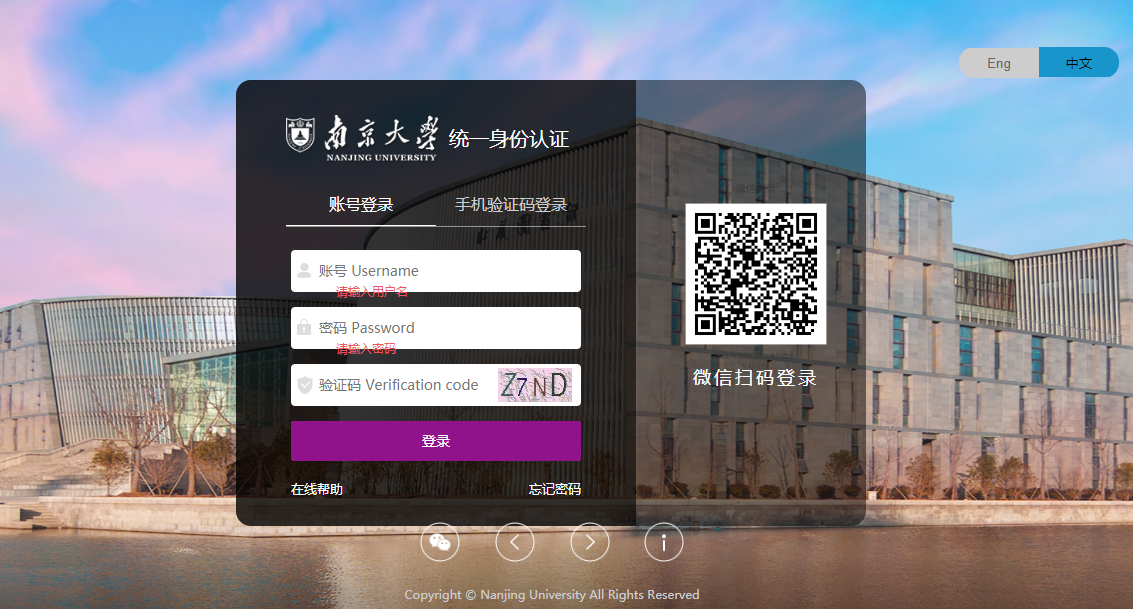 Eng
中文
南京大学
NANJING UNIVERSITY
统一身份认证
账号登录
手机验证码登录
账号 Username
请输入用户名
密码 Password
请输入密码
验证码 Verification code
Z7ND
登录
在线帮助
忘记密码
微信扫码登录
Copyright © Nanjing University All Rights Reserved